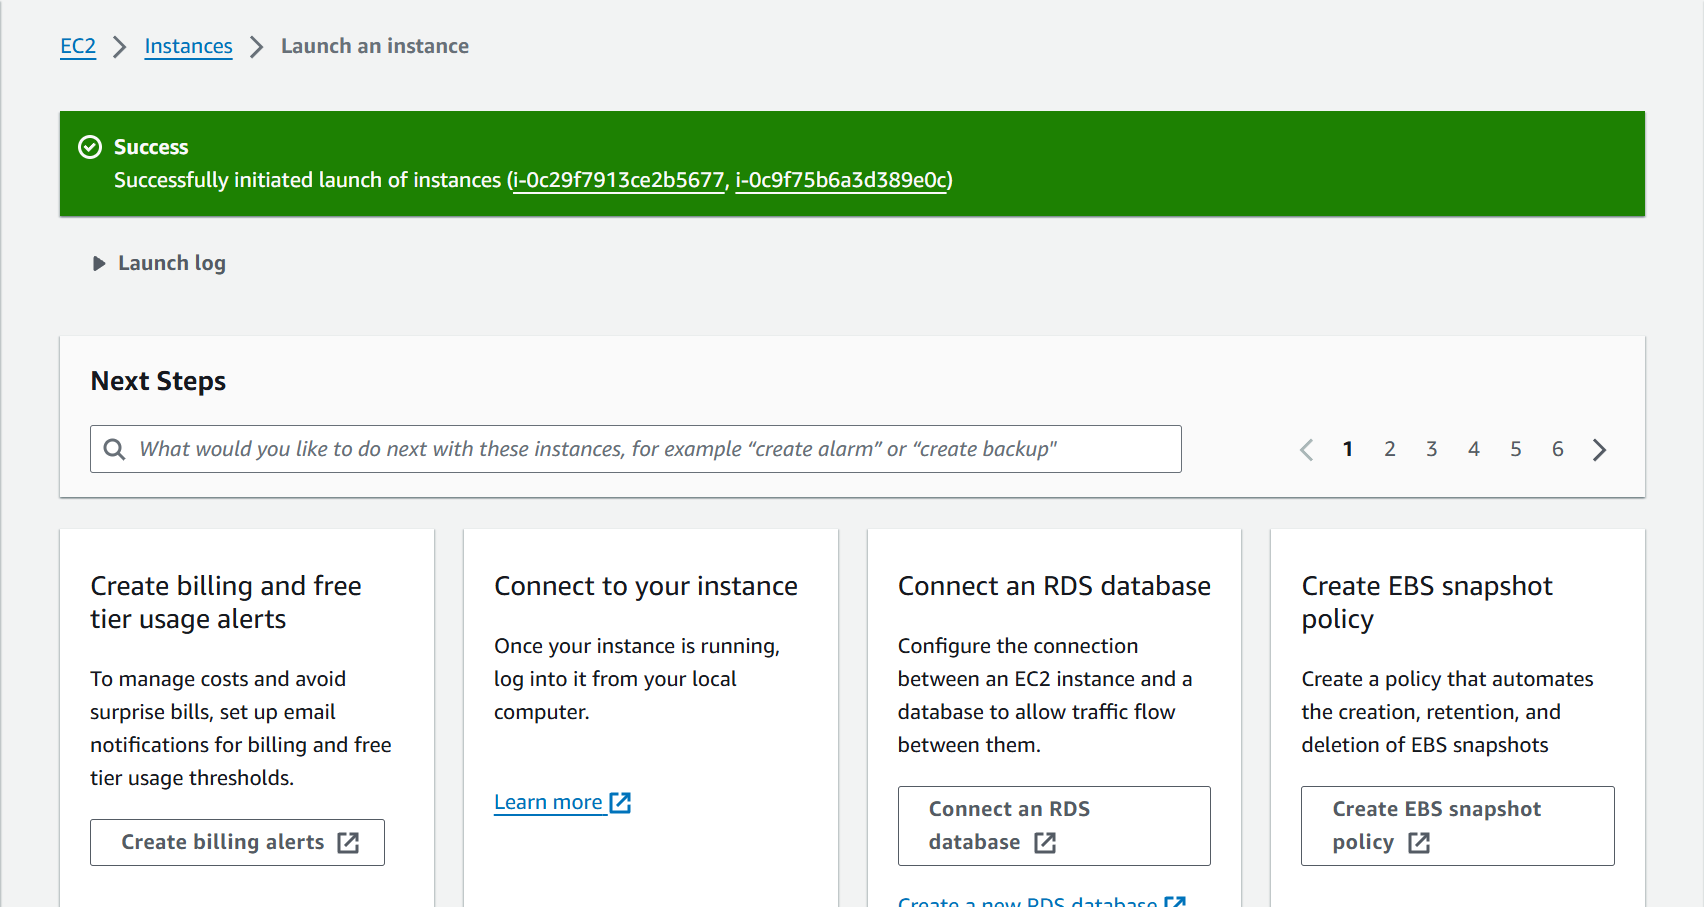 EC2 Instances Launch an instance
Success
Successfully initiated launch of instances (i-0c29f7913ce2b5677, i-0c9f75b6a3d389e0c)
Launch log
Next Steps
What would you like to do next with these instances, for example “create alarm” or “create backup"
1 2 3 4 5 6
Create billing and free
tier usage alerts
To manage costs and avoid
surprise bills, set up email
notifications for billing and free
tier usage thresholds.
Create billing alerts
Connect to your instance
Once your instance is running,
log into it from your local
computer.
Learn more
Connect an RDS database
Configure the connection
between an EC2 instance and a
database to allow traffic flow
between them.
Connect an RDS
database
Create a new RDS database
Create EBS snapshot
policy
Create a policy that automates
the creation, retention, and
deletion of EBS snapshots
Create EBS snapshot
policy